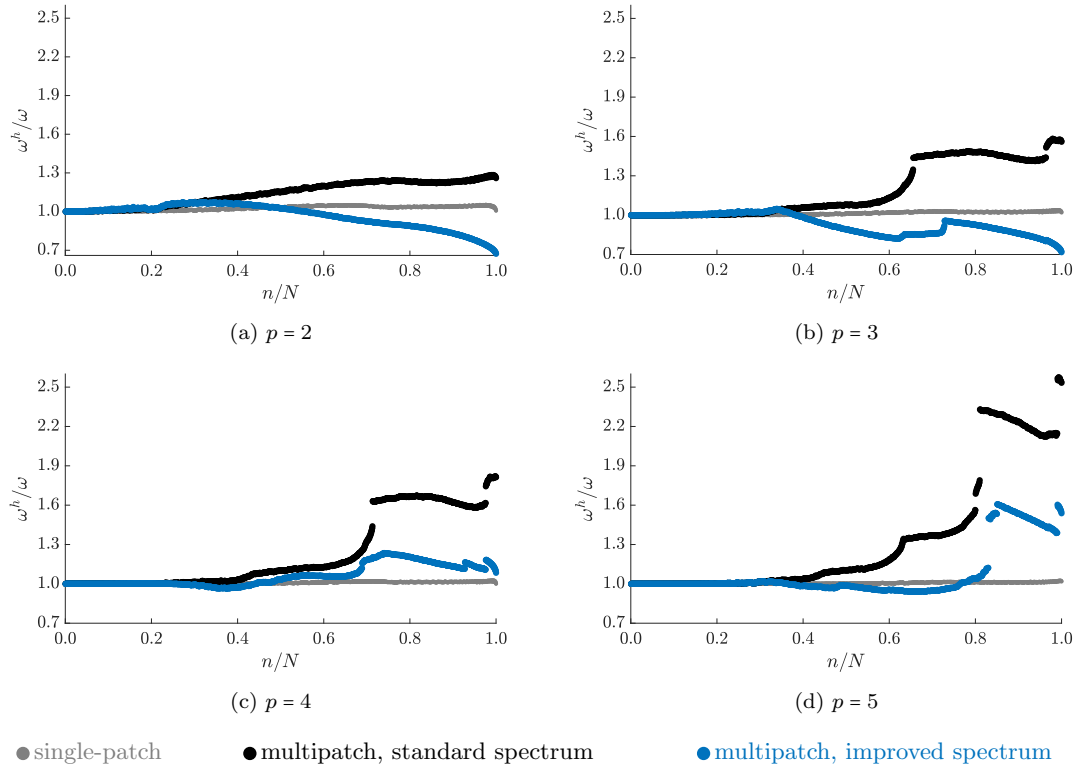 2.5
2.2
1.9
1.6
1.3
1.0
0.7
ω^h/ω
0.0 0.2 0.4 0.6 0.8 1.0
n/N
(a) p = 2
2.5
2.2
1.9
1.6
1.3
1.0
0.7
ω^h/ω
0.0 0.2 0.4 0.6 0.8 1.0
n/N
(b) p = 3
2.5
2.2
1.9
1.6
1.3
1.0
0.7
ω^h/ω
0.0 0.2 0.4 0.6 0.8 1.0
n/N
(c) p = 4
2.5
2.2
1.9
1.6
1.3
1.0
0.7
ω^h/ω
0.0 0.2 0.4 0.6 0.8 1.0
n/N
(d) p = 5
single-patch
multipatch, standard spectrum
multipatch, improved spectrum